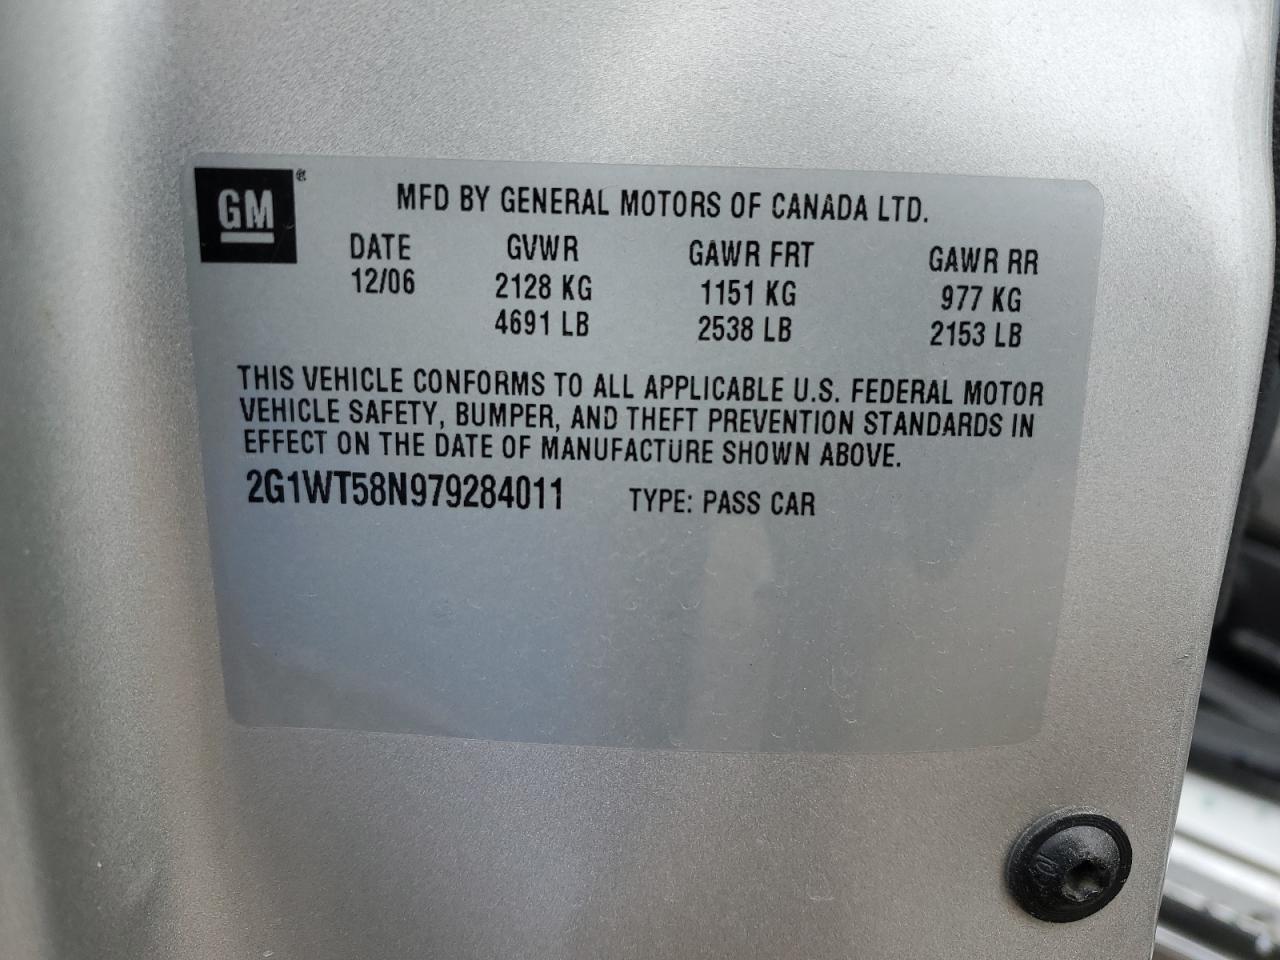 GM® MFD BY GENERAL MOTORS OF CANADA LTD.
DATE GVWR GAWR FRT GAWR RR
12/06 2128 KG 1151 KG 977 KG
4691 LB 2538 LB 2153 LB
THIS VEHICLE CONFORMS TO ALL APPLICABLE U.S. FEDERAL MOTOR
VEHICLE SAFETY, BUMPER, AND THEFT PREVENTION STANDARDS IN
EFFECT ON THE DATE OF MANUFACTURE SHOWN ABOVE.
2G1WT58N979284011 TYPE: PASS CAR